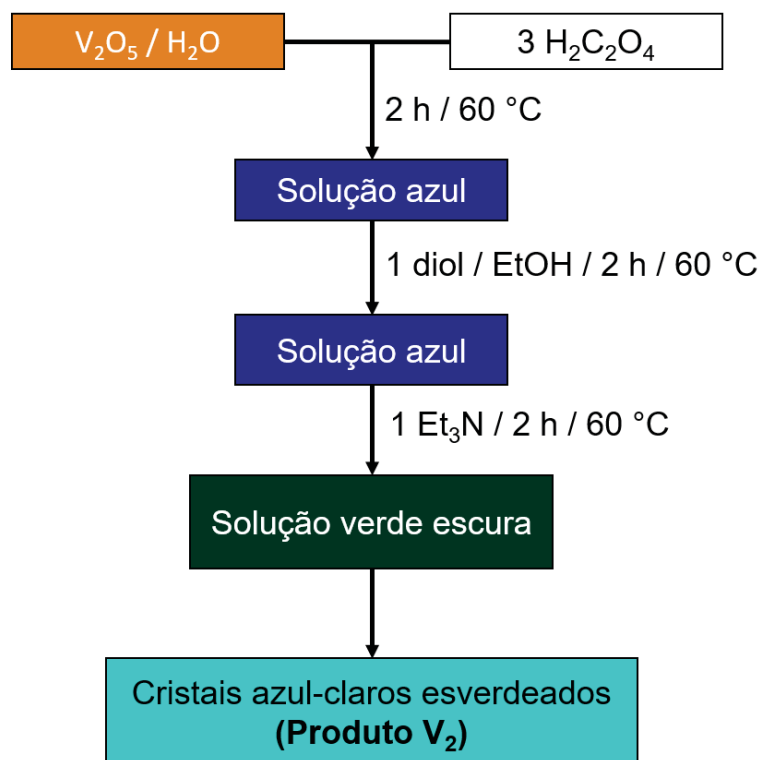 V₂O₅ / H₂O
3 H₂C₂O₄
2 h / 60 °C
Solução azul
1 diol / EtOH / 2 h / 60 °C
Solução azul
1 Et₃N / 2 h / 60 °C
Solução verde escura
Cristais azul-claros esverdeados
(Produto V₂)